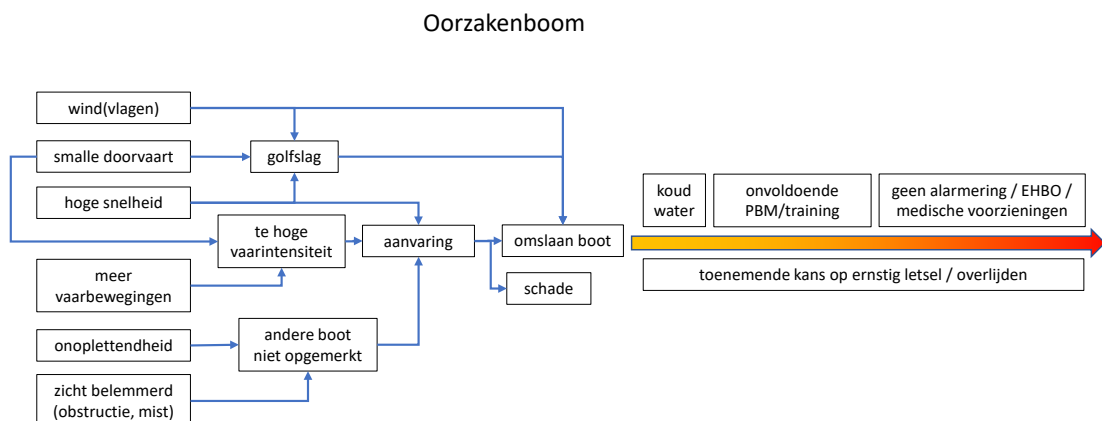 Oorzakenboom
wind(vlagen)
smalle doorvaart
golfslag
hoge snelheid
te hoge
vaarintensiteit
aanvaring
omslaan boot
schade
meer
vaarbewegingen
onoplettendheid
andere boot
niet opgemerkt
zicht belemmerd
(obstructie, mist)
koud
water
onvoldoende
PBM/training
geen alarmering / EHBO /
medische voorzieningen
toenemende kans op ernstig letsel / overlijden